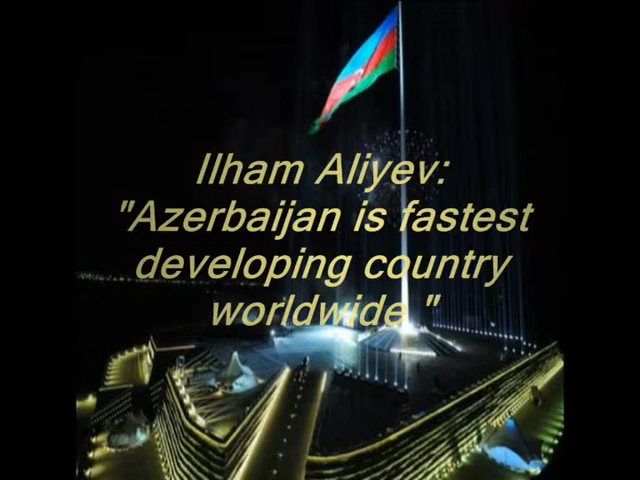 Ilham Aliyev:
"Azerbaijan is fastest
developing country
worldwide."